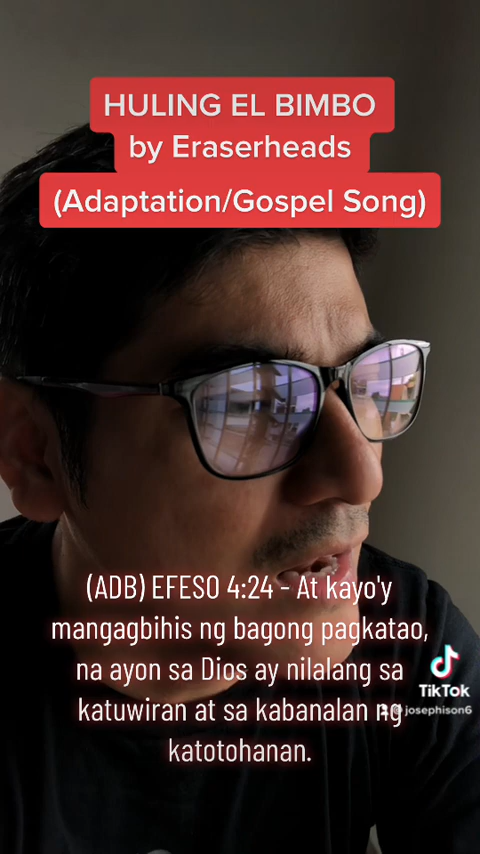 HULING EL BIMBO
by Eraserheads
(Adaptation/Gospel Song)
(ADB) EFESO 4:24 - At kayo'y
mangagbihis ng bagong pagkatao,
na ayon sa Dios ay nilalang sa
katuwiran at sa kabanalan ng
katotohanan.
TikTok
@josephison6